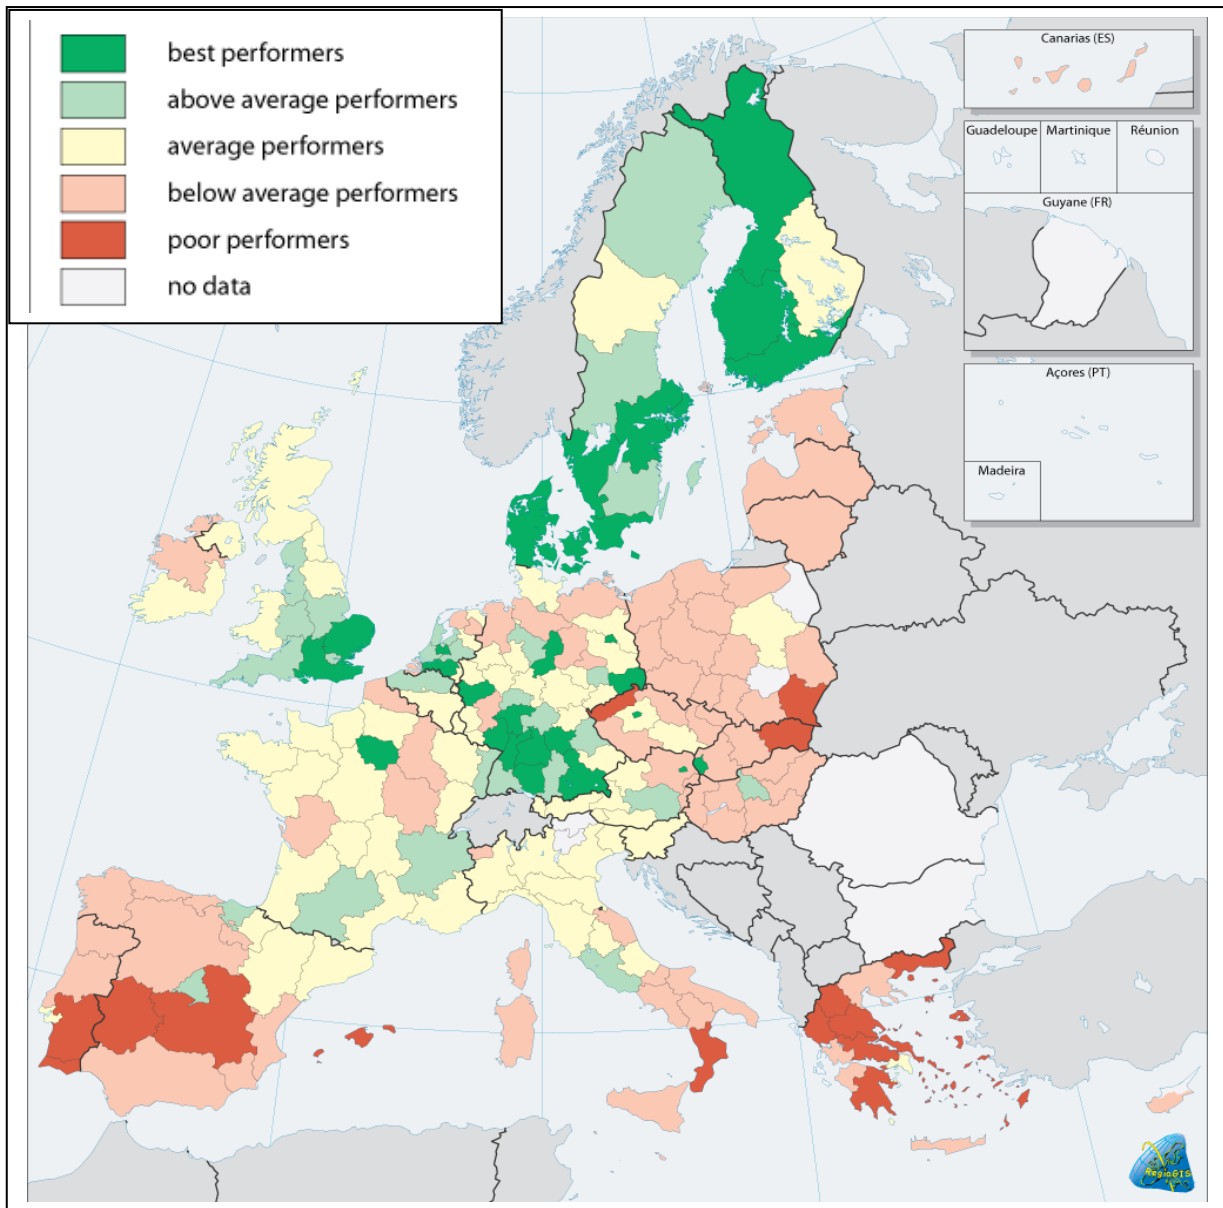 best performers
above average performers
average performers
below average performers
poor performers
no data
Canarias (ES)
Guadeloupe
Martinique
Réunion
Guyane (FR)
Açores (PT)
Madeira
RegioGIS